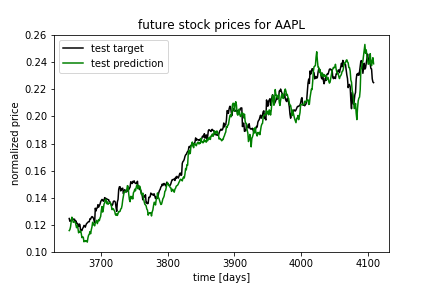 future stock prices for AAPL
0.26
0.24
0.22
0.20
0.18
0.16
0.14
0.12
0.10
normalized price
test target
test prediction
3700 3800 3900 4000 4100
time [days]